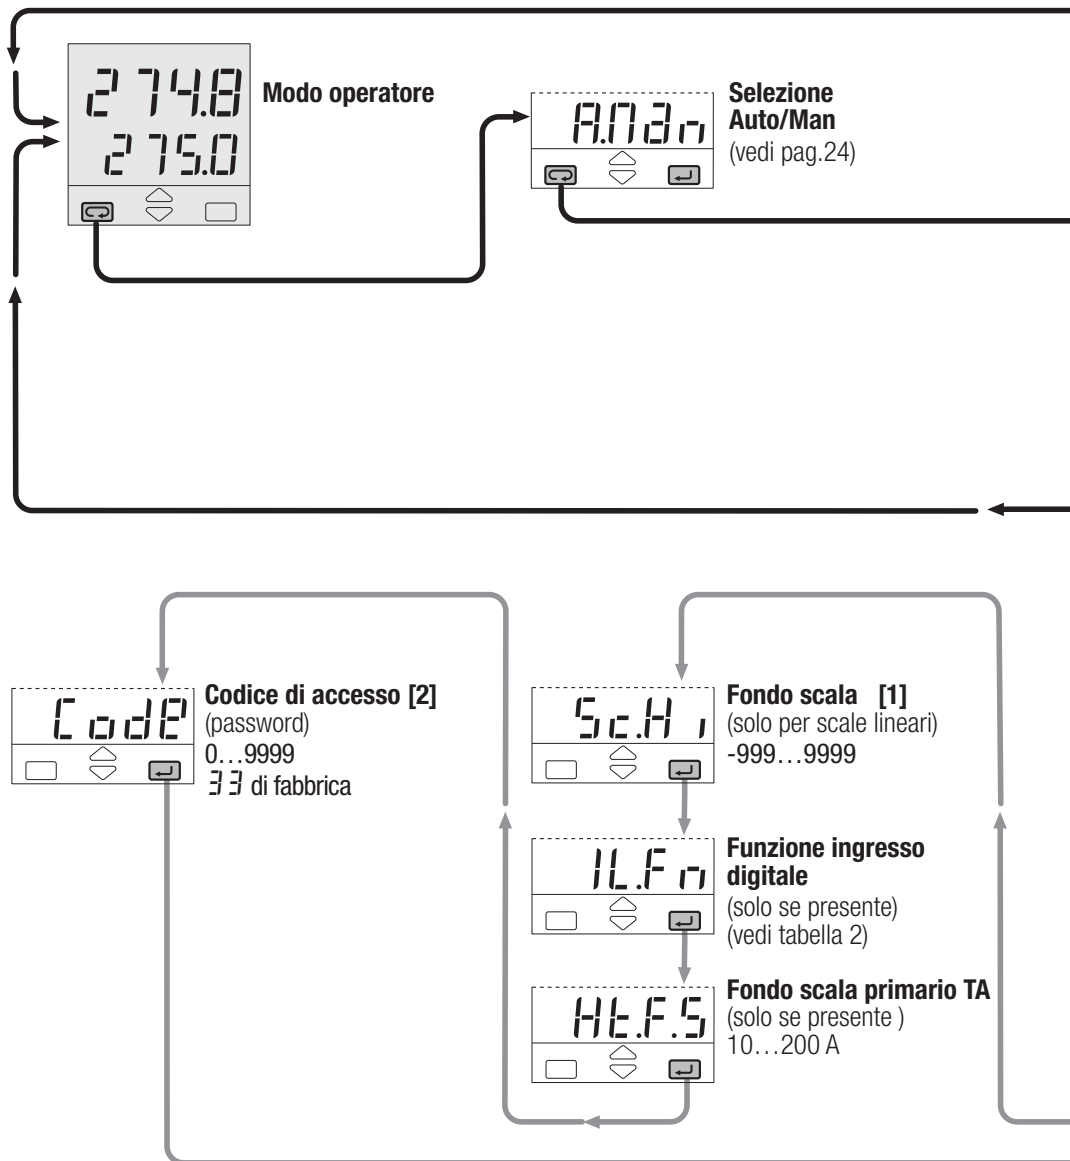 274.8
275.0
Modo operatore
A.Man
Selezione
Auto/Man
(vedi pag.24)
Code
Codice di accesso [2]
(password)
0...9999
33 di fabbrica
Sc.Hi
Fondo scala [1]
(solo per scale lineari)
-999...9999
IL.Fn
Funzione ingresso
digitale
(solo se presente)
(vedi tabella 2)
Ht.F.S
Fondo scala primario TA
(solo se presente )
10...200 A